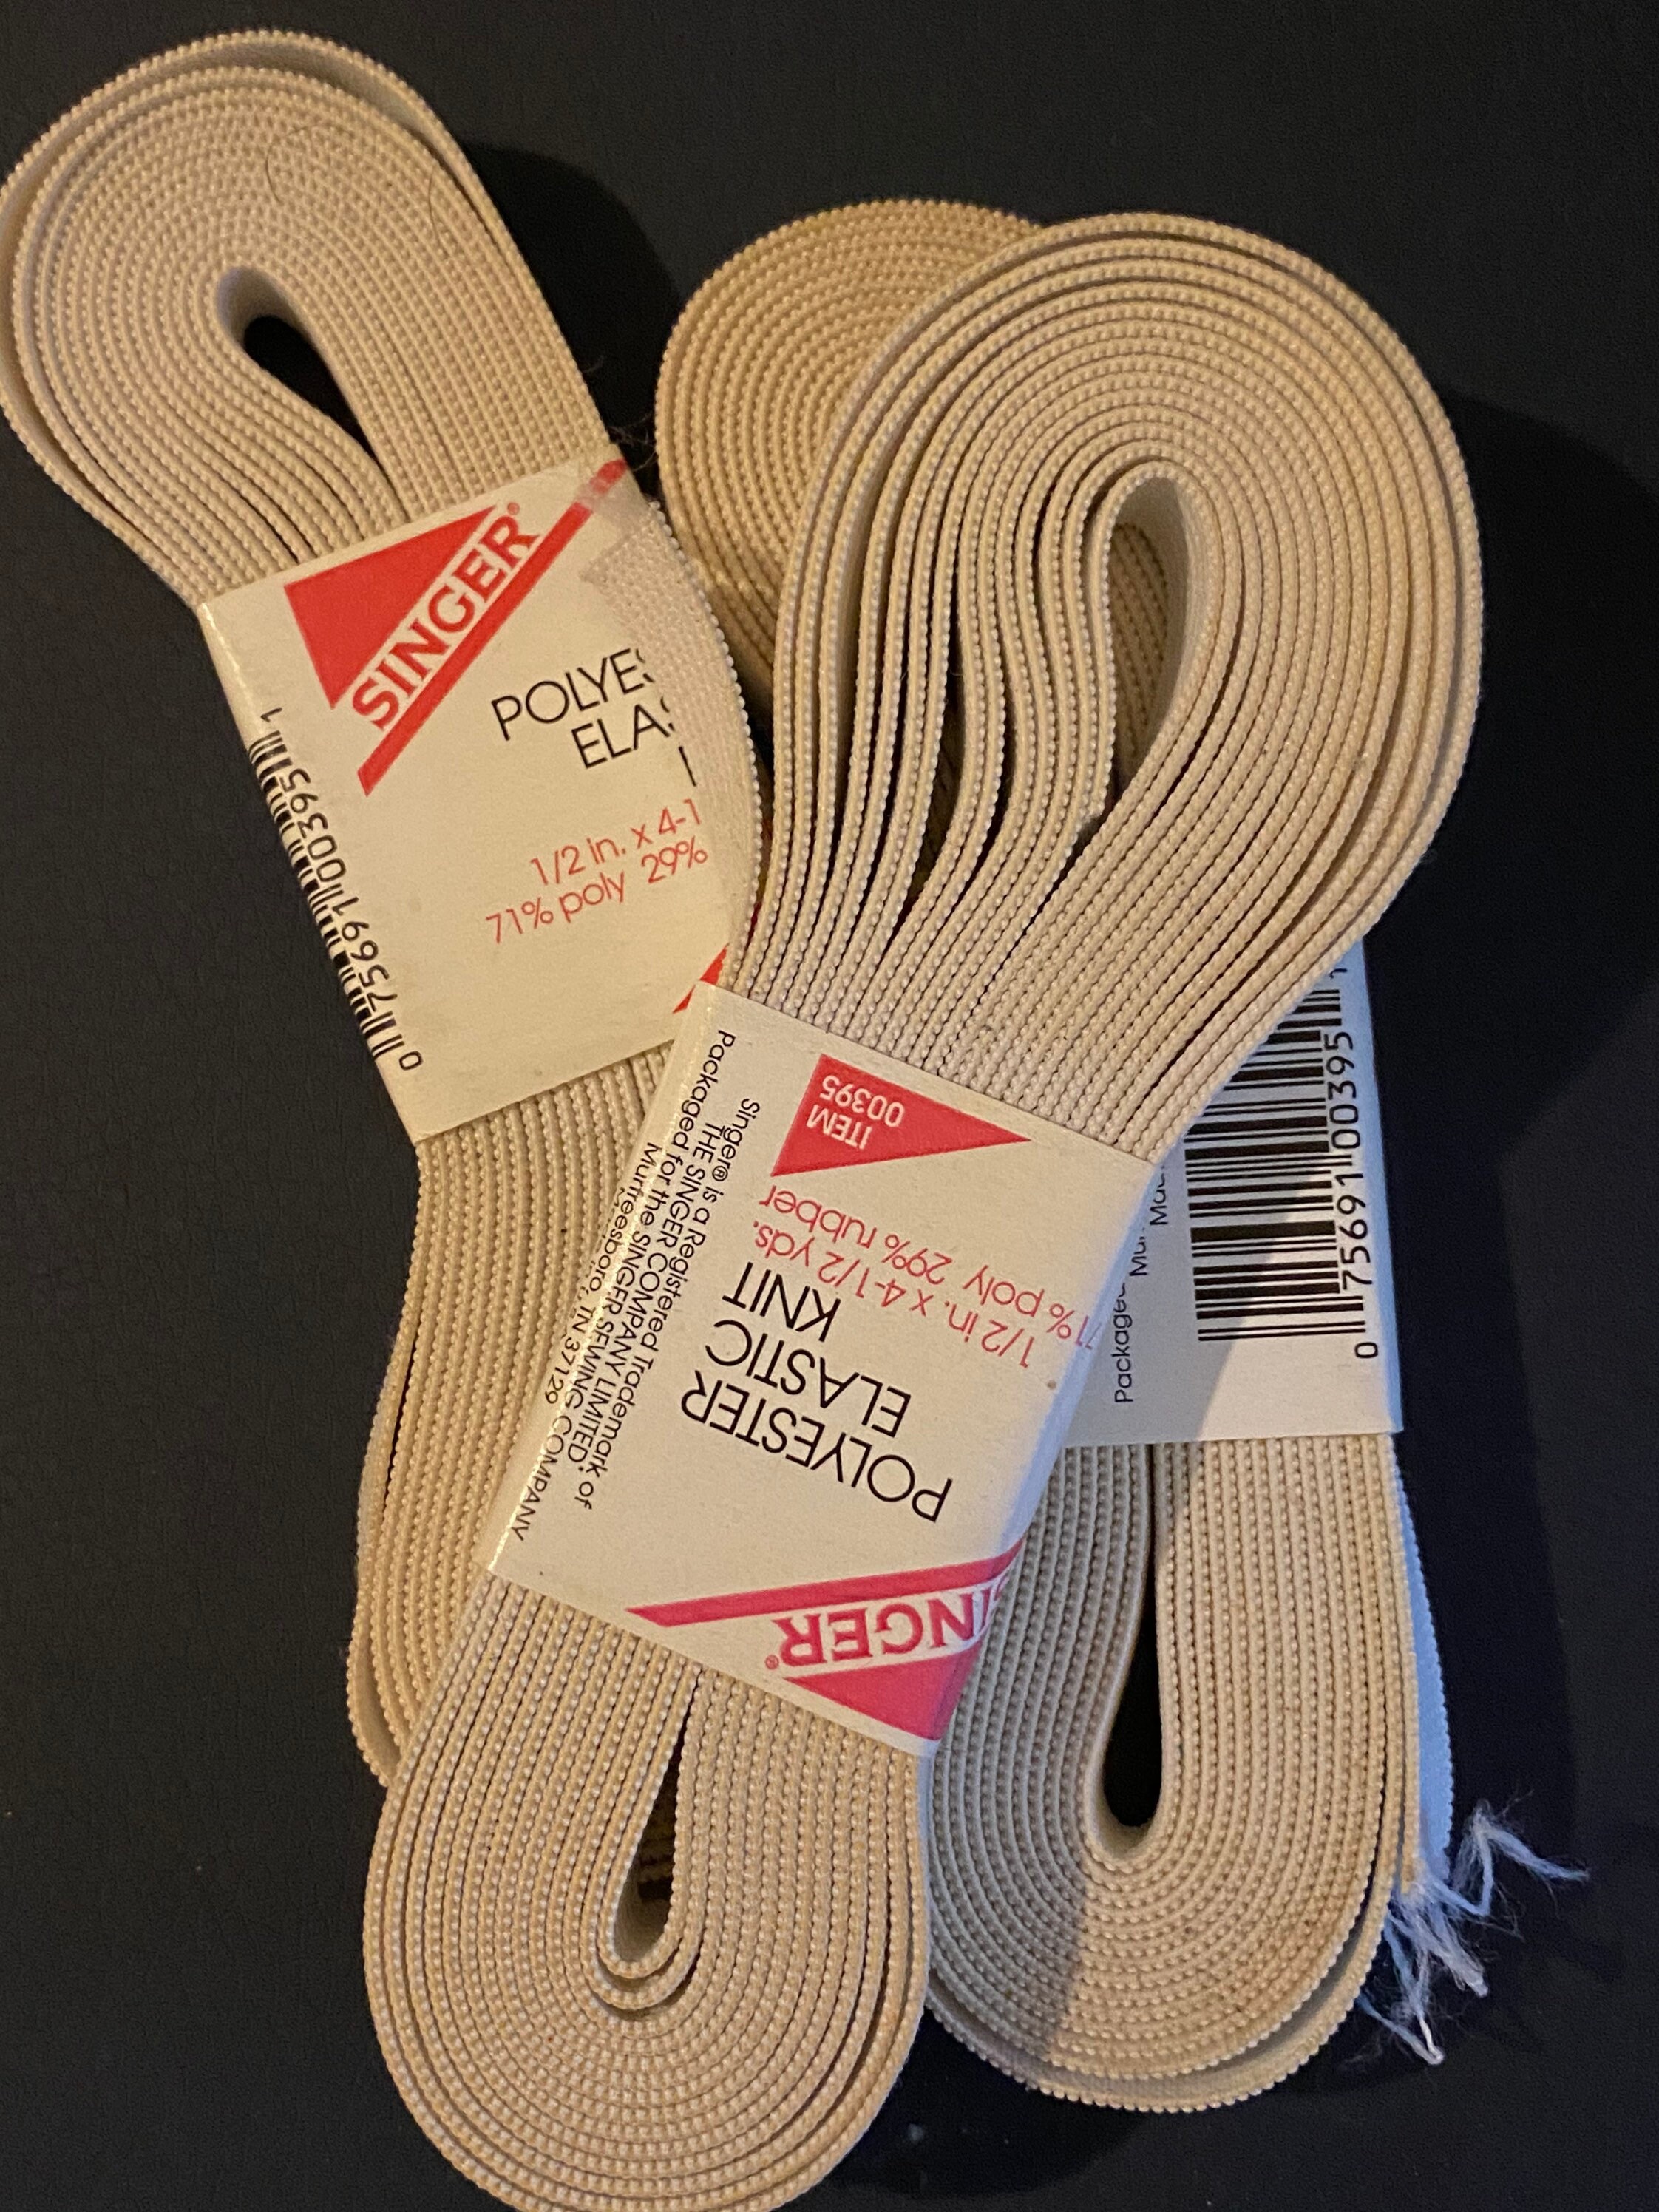 SINGER®
POLYES
ELAS
1/2 in. x 4-1
71% poly 29%
0 75691 00395 1
SINGER®
POLYESTER
ELASTIC
KNIT
1/2 in. x 4-1/2 yds.
71% poly 29% rubber
ITEM
00395
Singer® is a Registered Trademark of
THE SINGER COMPANY LIMITED.
Packaged for the SINGER SEWING COMPANY
Murfreesboro, TN 37129
Packaged
Mur
0 75691 00395 1